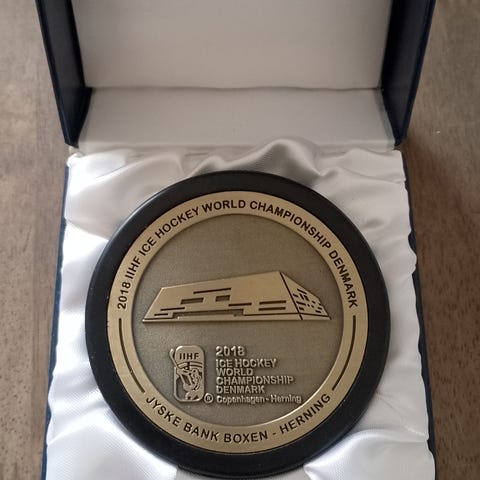 2018 IIHF ICE HOCKEY WORLD CHAMPIONSHIP DENMARK
IIHF
2018
ICE HOCKEY
WORLD
CHAMPIONSHIP
DENMARK
® Copenhagen - Herning
JYSKE BANK BOXEN - HERNING